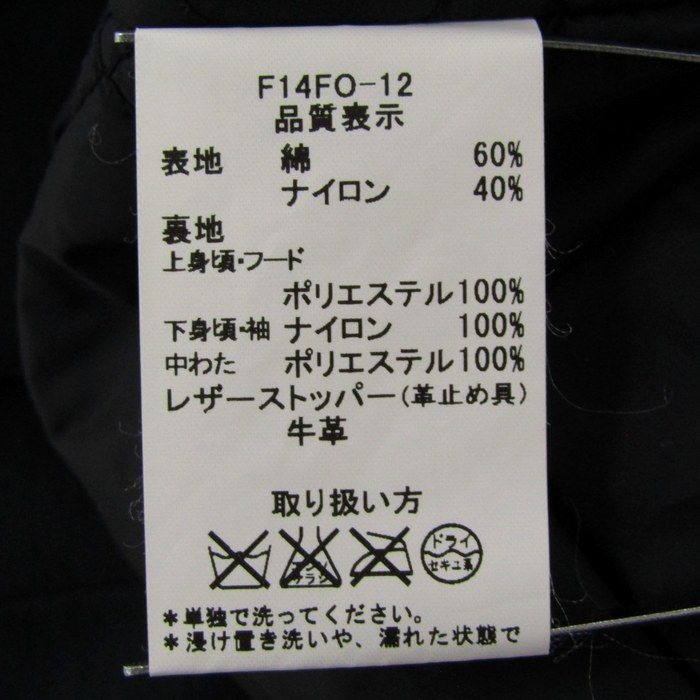 F14FO-12
品質表示
表地 綿 60%
ナイロン 40%
裏地
上身頃・フード
ポリエステル100%
下身頃・袖 ナイロン 100%
中わた ポリエステル100%
レザーストッパー(革止め具)
牛革
取り扱い方
ドライ
セキユ系
*単独で洗ってください。
*浸け置き洗いや、濡れた状態で